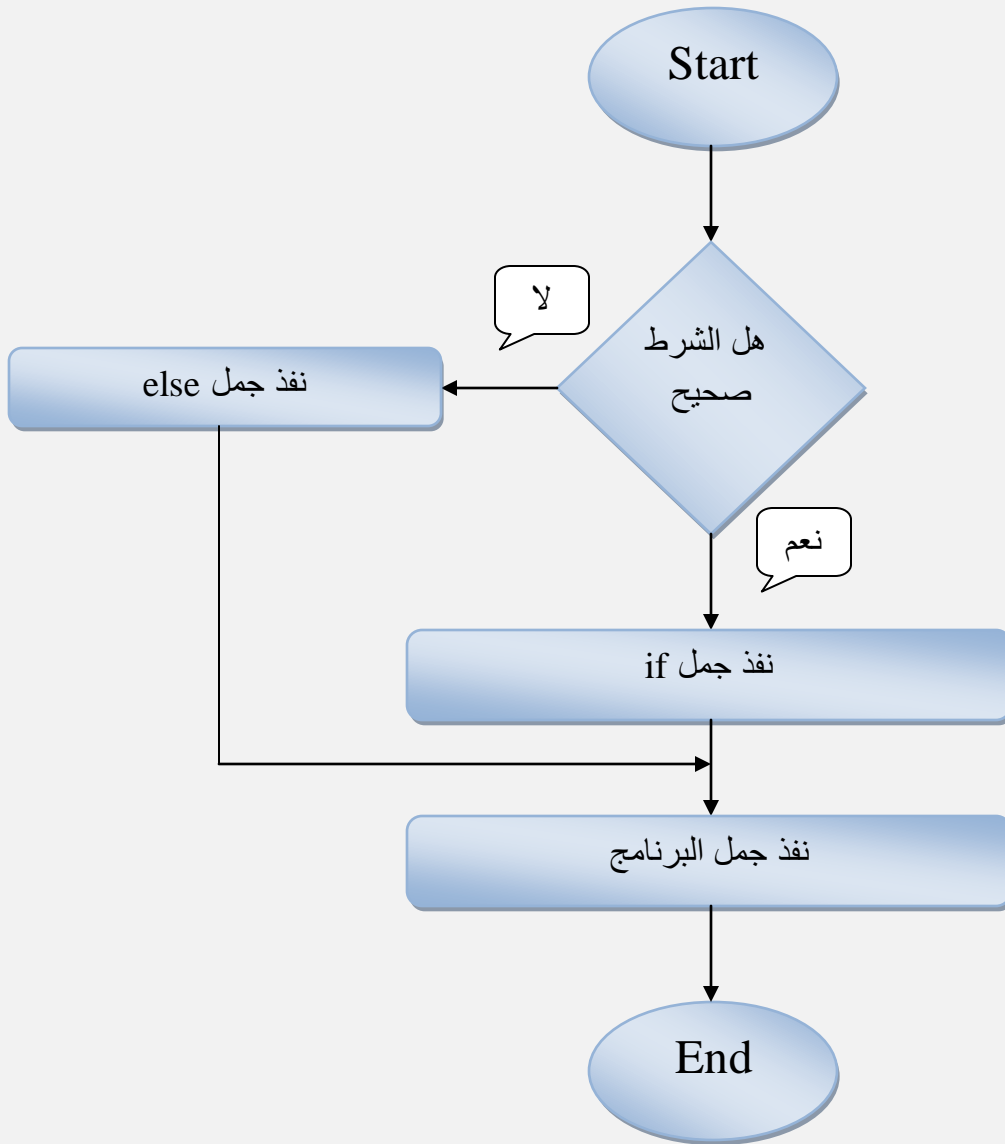 Start
هل الشرط
صحيح
لا
نفذ جمل else
نعم
نفذ جمل if
نفذ جمل البرنامج
End